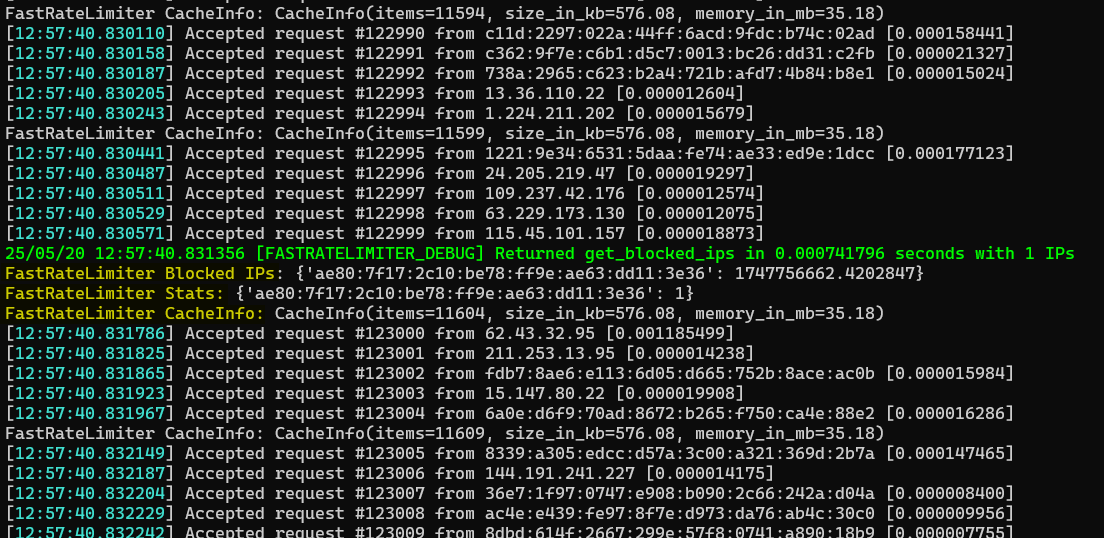 FastRateLimiter CacheInfo: CacheInfo(items=11594, size_in_kb=576.08, memory_in_mb=35.18)
[12:57:40.830110] Accepted request #122990 from c11d:2297:022a:44ff:6acd:9fdc:b74c:02ad [0.000158441]
[12:57:40.830158] Accepted request #122991 from c362:9f7e:c6b1:d5c7:0013:bc26:dd31:c2fb [0.000021327]
[12:57:40.830187] Accepted request #122992 from 738a:2965:c623:b2a4:721b:afd7:4b84:b8e1 [0.000015024]
[12:57:40.830205] Accepted request #122993 from 13.36.110.22 [0.000012604]
[12:57:40.830243] Accepted request #122994 from 1.224.211.202 [0.000015679]
FastRateLimiter CacheInfo: CacheInfo(items=11599, size_in_kb=576.08, memory_in_mb=35.18)
[12:57:40.830441] Accepted request #122995 from 1221:9e34:6531:5daa:fe74:ae33:ed9e:1dcc [0.000177123]
[12:57:40.830487] Accepted request #122996 from 24.205.219.47 [0.000019297]
[12:57:40.830511] Accepted request #122997 from 109.237.42.176 [0.000012574]
[12:57:40.830529] Accepted request #122998 from 63.229.173.130 [0.000012075]
[12:57:40.830571] Accepted request #122999 from 115.45.101.157 [0.000018873]
25/05/20 12:57:40.831356 [FASTRATELIMITER_DEBUG] Returned get_blocked_ips in 0.000741796 seconds with 1 IPs
FastRateLimiter Blocked IPs: {'ae80:7f17:2c10:be78:ff9e:ae63:dd11:3e36': 1747756662.4202847}
FastRateLimiter Stats: {'ae80:7f17:2c10:be78:ff9e:ae63:dd11:3e36': 1}
FastRateLimiter CacheInfo: CacheInfo(items=11604, size_in_kb=576.08, memory_in_mb=35.18)
[12:57:40.831786] Accepted request #123000 from 62.43.32.95 [0.001185499]
[12:57:40.831825] Accepted request #123001 from 211.253.13.95 [0.000014238]
[12:57:40.831865] Accepted request #123002 from fdb7:8ae6:e113:6d05:d665:752b:8ace:ac0b [0.000015984]
[12:57:40.831923] Accepted request #123003 from 15.147.80.22 [0.000019908]
[12:57:40.831967] Accepted request #123004 from 6a0e:d6f9:70ad:8672:b265:f750:ca4e:88e2 [0.000016286]
FastRateLimiter CacheInfo: CacheInfo(items=11609, size_in_kb=576.08, memory_in_mb=35.18)
[12:57:40.832149] Accepted request #123005 from 8339:a305:edcc:d57a:3c00:a321:369d:2b7a [0.000147465]
[12:57:40.832187] Accepted request #123006 from 144.191.241.227 [0.000014175]
[12:57:40.832204] Accepted request #123007 from 36e7:1f97:0747:e908:b090:2c66:242a:d04a [0.000008400]
[12:57:40.832229] Accepted request #123008 from ac4e:e439:fe97:8f7e:d973:da76:ab4c:30c0 [0.000009956]
[12:57:40.832242] Accepted request #123009 from 8dbd:614f:2667:299e:57f8:0741:a890:18b9 [0.000007755]